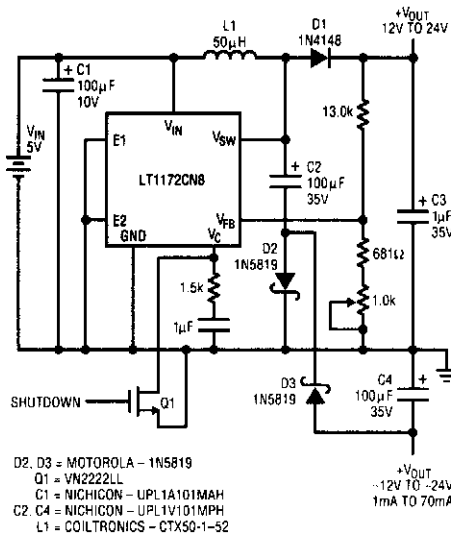 L1
50µH
D1
1N4148
+VOUT
12V TO 24V
+ C1
100µF
10V
13.0k
VIN
5V
VIN
E1
VSW
LT1172CN8
+ C2
100µF
35V
+ C3
1µF
35V
E2
VFB
GND
VC
D2
1N5819
681Ω
1.5k
1.0k
1µF
D3
1N5819
C4 +
100µF
35V
SHUTDOWN
Q1
+VOUT
-12V TO -24V
1mA TO 70mA
D2, D3 = MOTOROLA – 1N5819
Q1 = VN2222LL
C1 = NICHICON – UPL1A101MAH
C2, C4 = NICHICON – UPL1V101MPH
L1 = COILTRONICS – CTX50-1-52